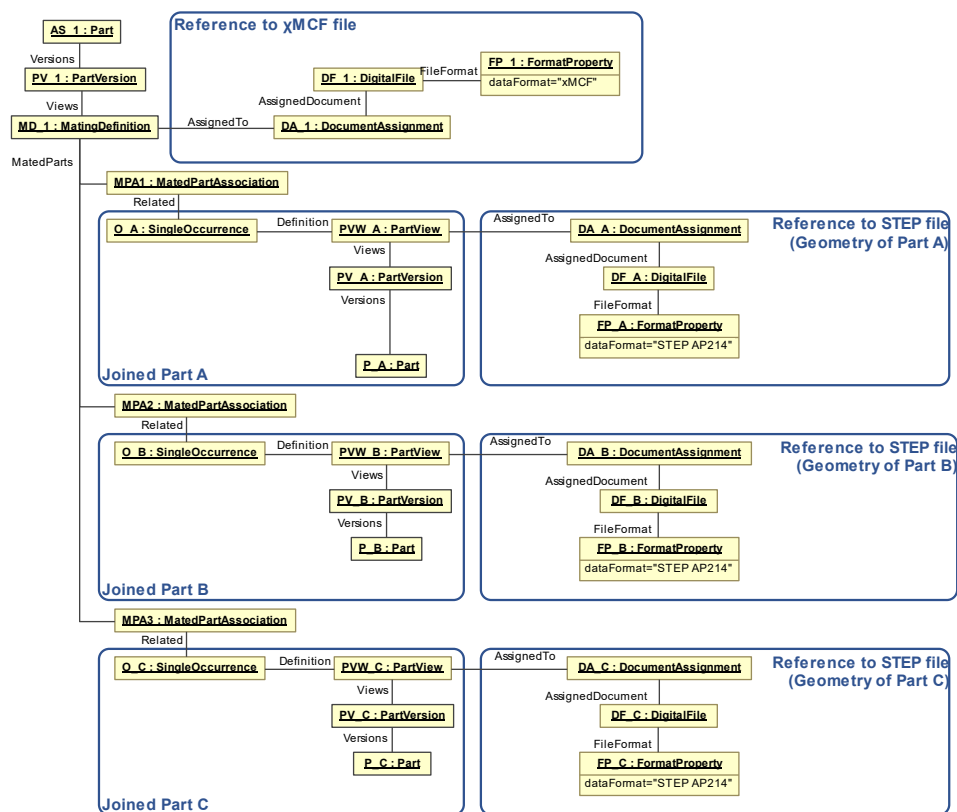 Reference to χMCF file
AS_1 : Part
Versions
PV_1 : PartVersion
Views
MD_1 : MatingDefinition
AssignedTo
DA_1 : DocumentAssignment
AssignedDocument
DF_1 : DigitalFile
FileFormat
FP_1 : FormatProperty
dataFormat="xMCF"
MatedParts
MPA1 : MatedPartAssociation
Related
O_A : SingleOccurrence
Definition
PVW_A : PartView
Views
PV_A : PartVersion
Versions
P_A : Part
Joined Part A
AssignedTo
DA_A : DocumentAssignment
Reference to STEP file
(Geometry of Part A)
AssignedDocument
DF_A : DigitalFile
FileFormat
FP_A : FormatProperty
dataFormat="STEP AP214"
MPA2 : MatedPartAssociation
Related
O_B : SingleOccurrence
Definition
PVW_B : PartView
Views
PV_B : PartVersion
Versions
P_B : Part
Joined Part B
AssignedTo
DA_B : DocumentAssignment
Reference to STEP file
(Geometry of Part B)
AssignedDocument
DF_B : DigitalFile
FileFormat
FP_B : FormatProperty
dataFormat="STEP AP214"
MPA3 : MatedPartAssociation
Related
O_C : SingleOccurrence
Definition
PVW_C : PartView
Views
PV_C : PartVersion
Versions
P_C : Part
Joined Part C
AssignedTo
DA_C : DocumentAssignment
Reference to STEP file
(Geometry of Part C)
AssignedDocument
DF_C : DigitalFile
FileFormat
FP_C : FormatProperty
dataFormat="STEP AP214"